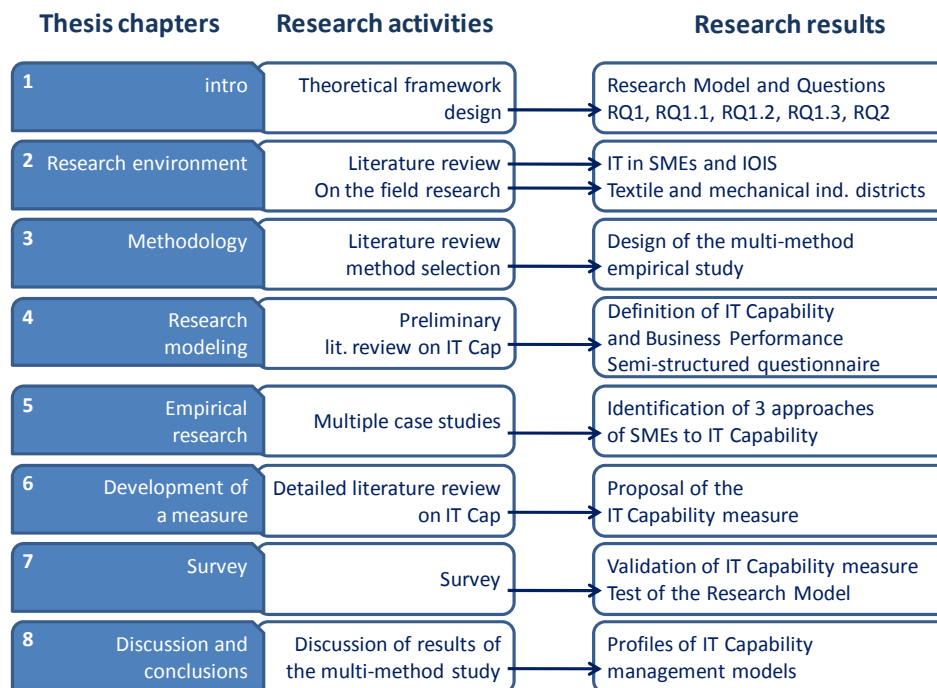 Thesis chapters
Research activities
Research results
1
intro
Theoretical framework
design
Research Model and Questions
RQ1, RQ1.1, RQ1.2, RQ1.3, RQ2
2
Research environment
Literature review
On the field research
IT in SMEs and IOIS
Textile and mechanical ind. districts
3
Methodology
Literature review
method selection
Design of the multi-method
empirical study
4
Research
modeling
Preliminary
lit. review on IT Cap
Definition of IT Capability
and Business Performance
Semi-structured questionnaire
5
Empirical
research
Multiple case studies
Identification of 3 approaches
of SMEs to IT Capability
6
Development of
a measure
Detailed literature review
on IT Cap
Proposal of the
IT Capability measure
7
Survey
Survey
Validation of IT Capability measure
Test of the Research Model
8
Discussion and
conclusions
Discussion of results of
the multi-method study
Profiles of IT Capability
management models